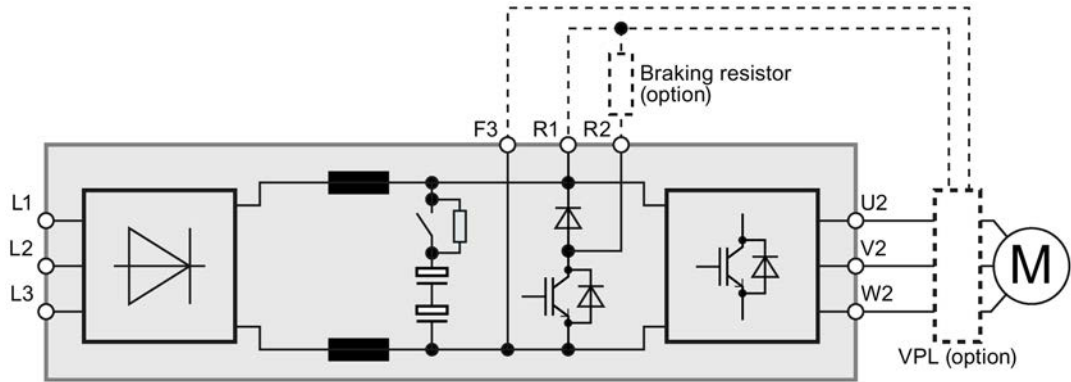 Braking resistor
(option)
F3
R1
R2
L1
L2
L3
U2
V2
W2
M
VPL (option)